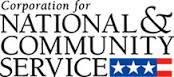 Corporation for
NATIONAL &
COMMUNITY
SERVICE